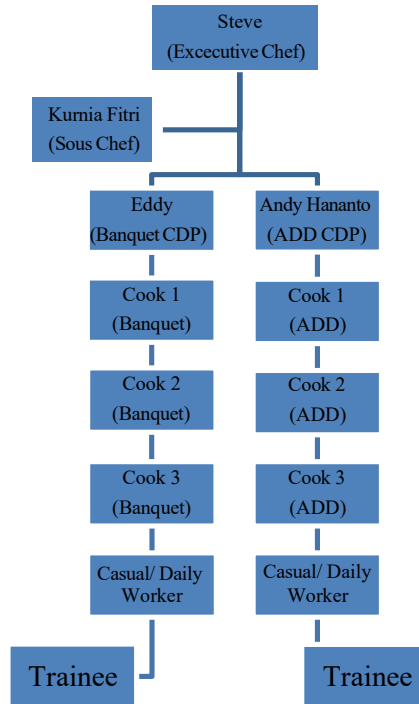 Steve
(Excecutive Chef)
Kurnia Fitri
(Sous Chef)
Eddy
(Banquet CDP)
Andy Hananto
(ADD CDP)
Cook 1
(Banquet)
Cook 1
(ADD)
Cook 2
(Banquet)
Cook 2
(ADD)
Cook 3
(Banquet)
Cook 3
(ADD)
Casual/ Daily
Worker
Casual/ Daily
Worker
Trainee
Trainee